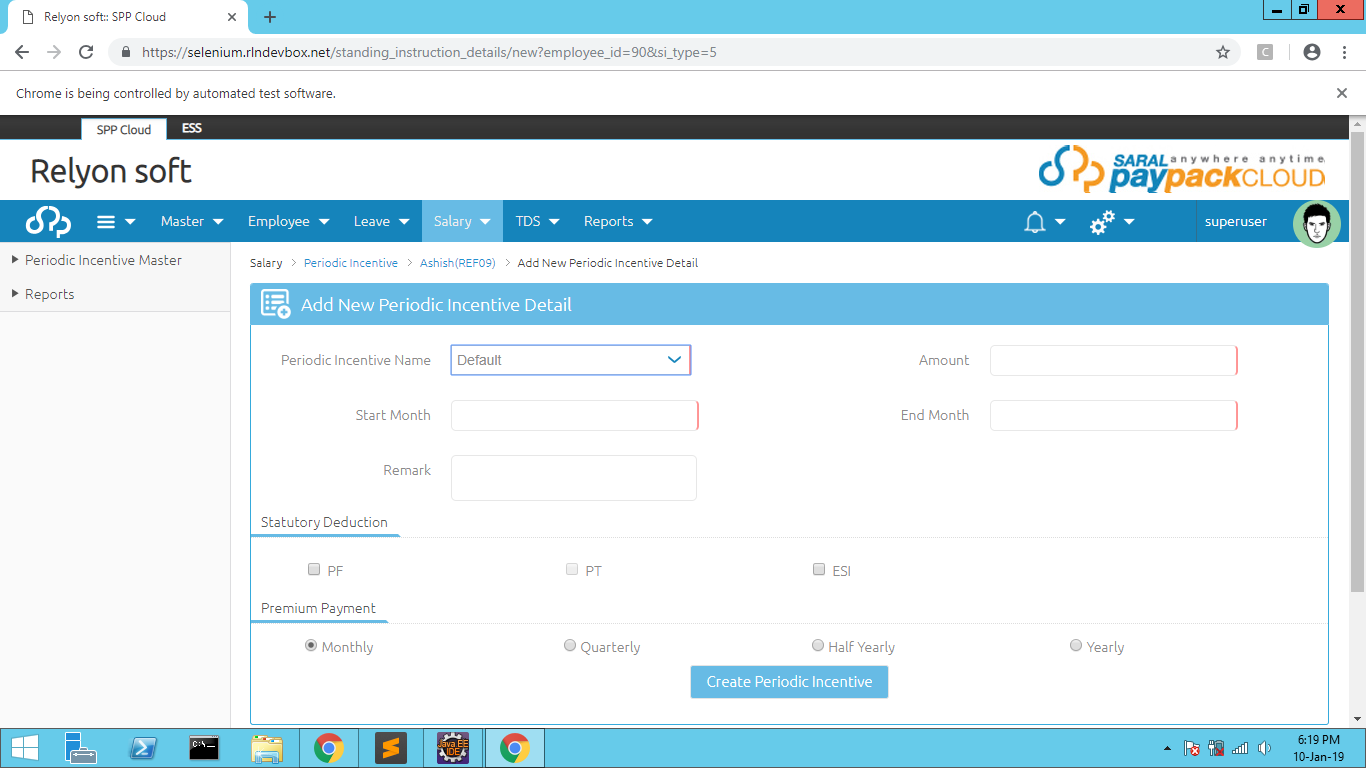 Relyon soft:: SPP Cloud
https://selenium.rlndevbox.net/standing_instruction_details/new?employee_id=90&si_type=5
C
Chrome is being controlled by automated test software.
SPP Cloud ESS
Relyon soft
SARAL anywhere anytime
paypackCLOUD
Master Employee Leave Salary TDS Reports superuser
Periodic Incentive Master
Reports
Salary > Periodic Incentive > Ashish(REF09) > Add New Periodic Incentive Detail
Add New Periodic Incentive Detail
Periodic Incentive Name Default Amount
Start Month End Month
Remark
Statutory Deduction
PF PT ESI
Premium Payment
Monthly Quarterly Half Yearly Yearly
Create Periodic Incentive
C:\_
Java EE
IDE
6:19 PM
10-Jan-19